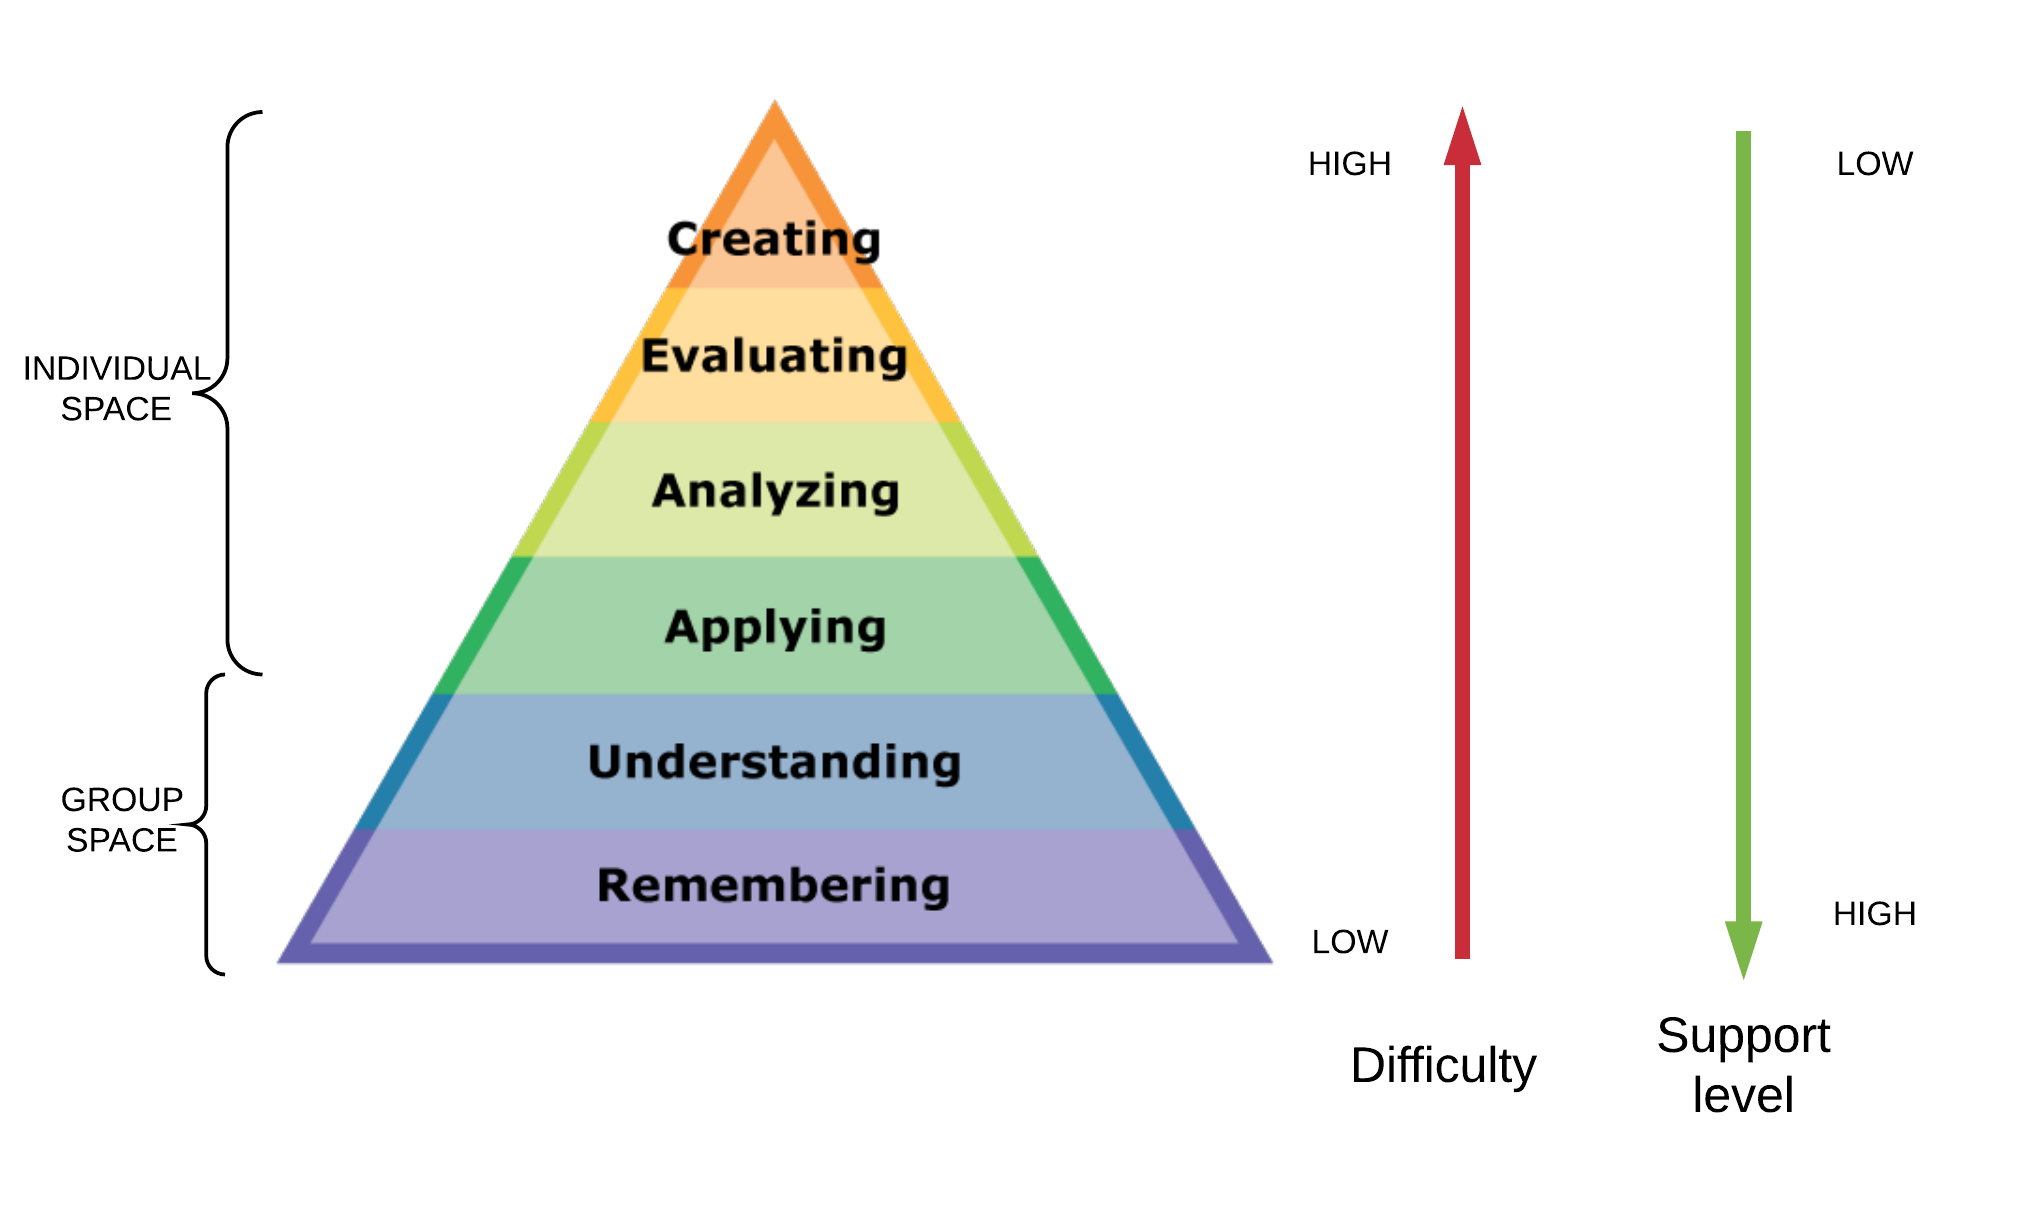 HIGH
LOW
Creating
Evaluating
INDIVIDUAL
SPACE
Analyzing
Applying
Understanding
GROUP
SPACE
Remembering
HIGH
LOW
Difficulty
Support
level